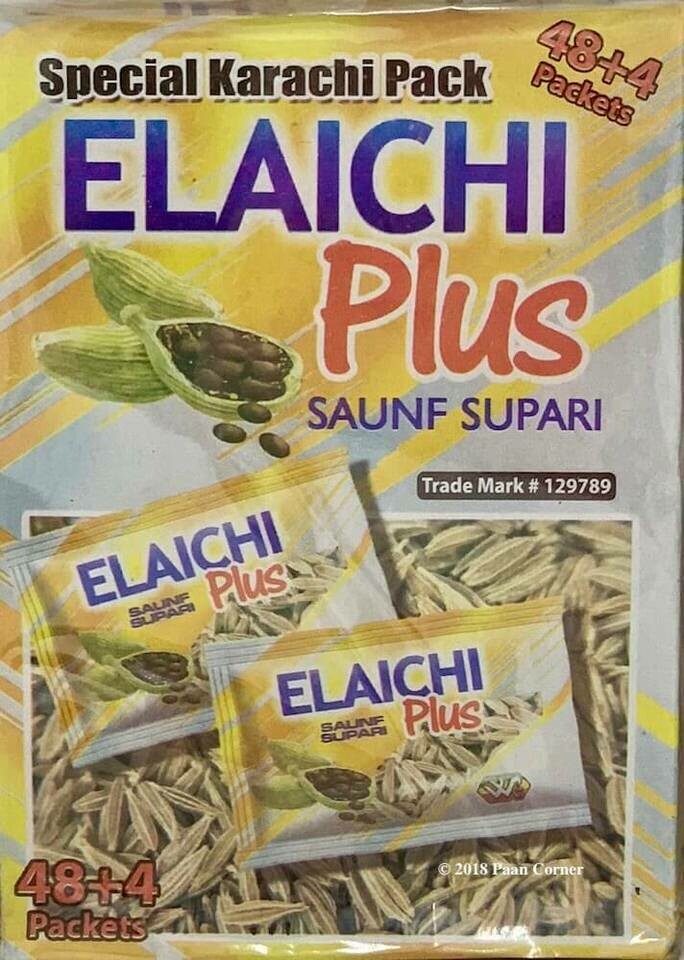 Special Karachi Pack
48+4
Packets
ELAICHI
Plus
SAUNF SUPARI
Trade Mark # 129789
ELAICHI
Plus
SAUNF
SUPARI
ELAICHI
Plus
SAUNF
SUPARI
© 2018 Paan Corner
48+4
Packets